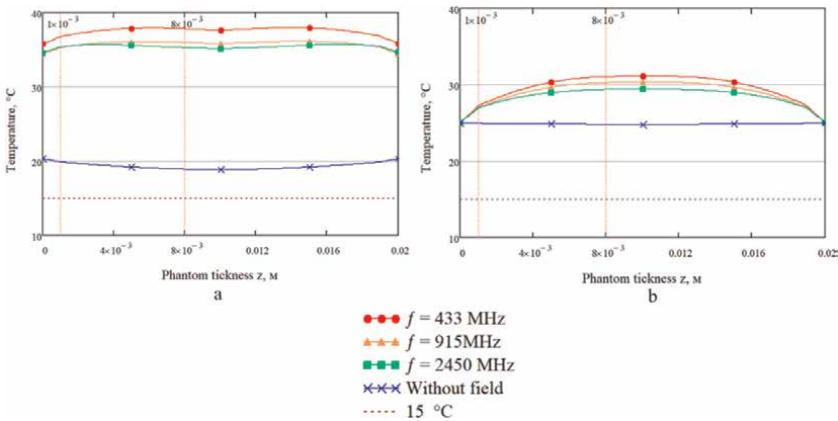 40
1×10⁻³
8×10⁻³
30
20
10
Temperature, °C
0
4×10⁻³
8×10⁻³
0.012
0.016
0.02
Phantom tickness z, м
a
40
1×10⁻³
8×10⁻³
30
20
10
Temperature, °C
0
4×10⁻³
8×10⁻³
0.012
0.016
0.025
Phantom tickness z, м
b
f = 433 MHz
f = 915MHz
f = 2450 MHz
Without field
15 °C